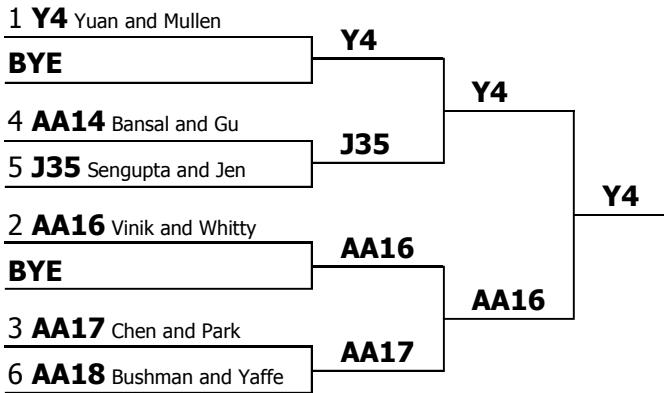 1 Y4 Yuan and Mullen
BYE
4 AA14 Bansal and Gu
5 J35 Sengupta and Jen
2 AA16 Vinik and Whitty
BYE
3 AA17 Chen and Park
6 AA18 Bushman and Yaffe
Y4
J35
AA16
AA17
Y4
AA16
Y4